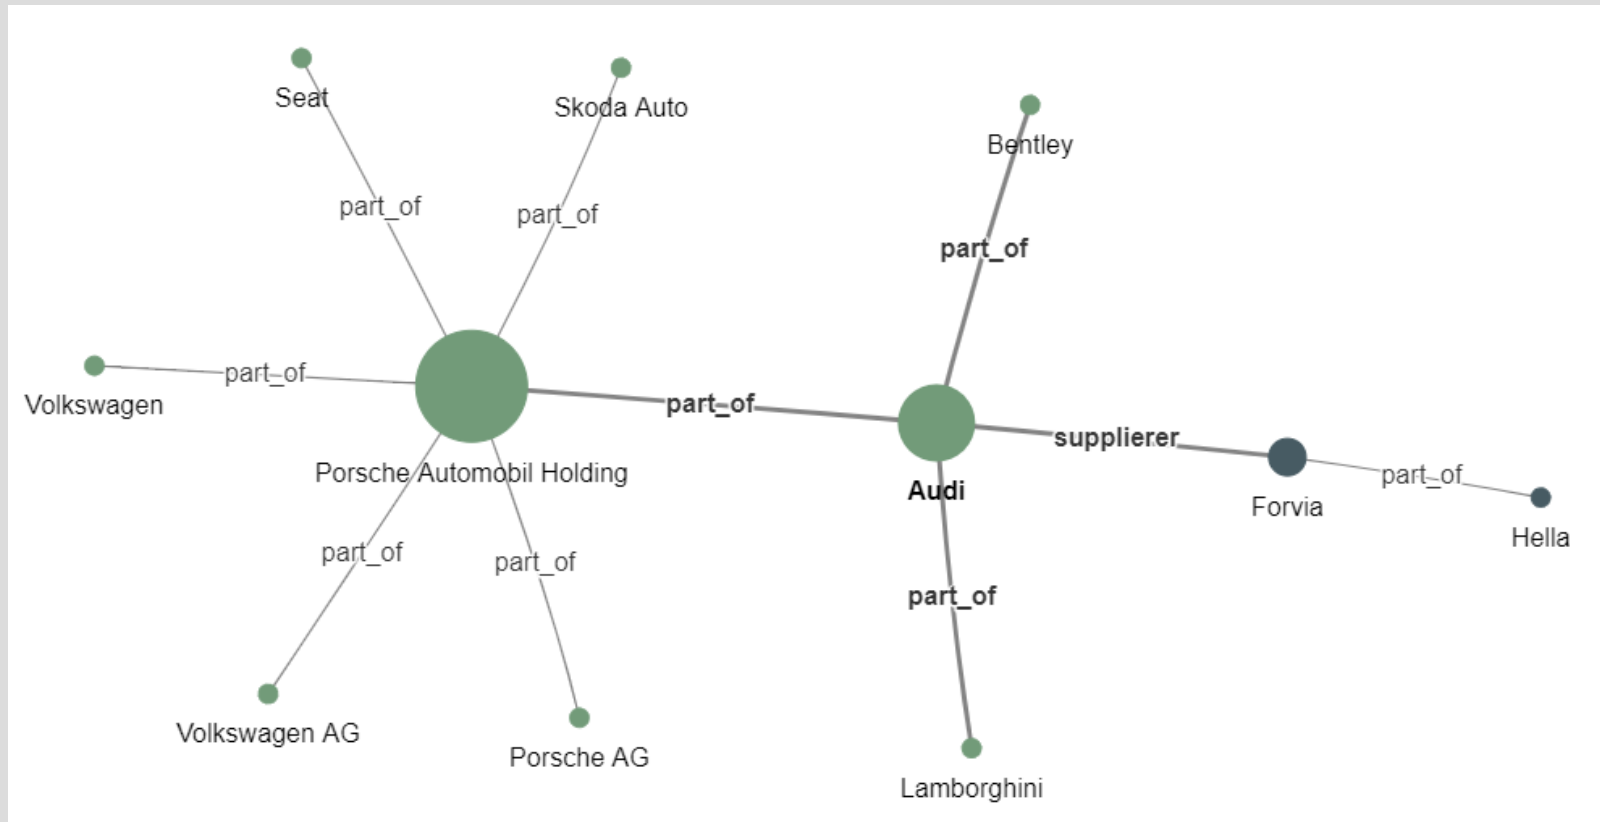 Seat
Skoda Auto
Bentley
part_of
part_of
part_of
Volkswagen
part_of
Porsche Automobil Holding
part_of
Audi
supplierer
Forvia
part_of
Hella
part_of
part_of
part_of
Volkswagen AG
Porsche AG
Lamborghini